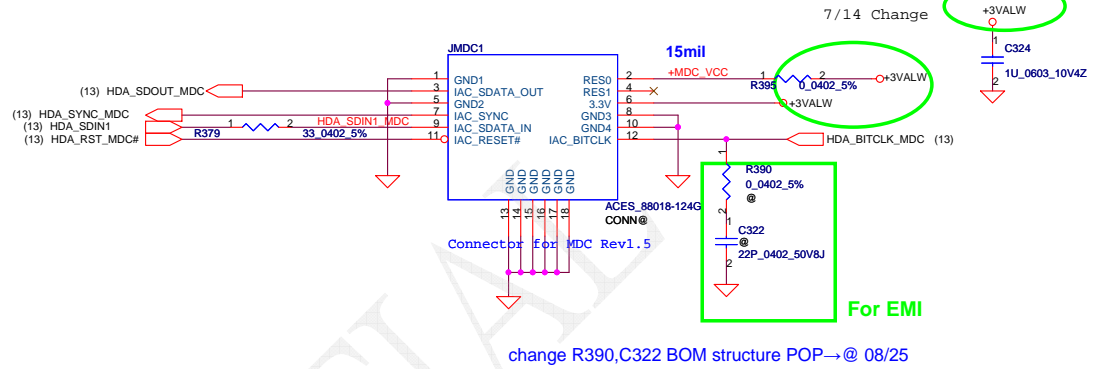 7/14 Change
+3VALW
1
C324
1U_0603_10V4Z
2
JMDC1
15mil
+MDC_VCC
1
R395
2
0_0402_5%
+3VALW
+3VALW
(13) HDA_SDOUT_MDC
(13) HDA_SYNC_MDC
(13) HDA_SDIN1
(13) HDA_RST_MDC#
1
R379
2
33_0402_5%
HDA_SDIN1_MDC
1 GND1
3 IAC_SDATA_OUT
5 GND2
7 IAC_SYNC
9 IAC_SDATA_IN
11 IAC_RESET#
RES0 2
RES1 4
3.3V 6
GND3 8
GND4 10
IAC_BITCLK 12
HDA_BITCLK_MDC (13)
GND GND GND GND GND GND
13 14 15 16 17 18
ACES_88018-124G
CONN@
Connector for MDC Rev1.5
1
R390
0_0402_5%
@
2
1
C322
@
22P_0402_50V8J
2
For EMI
change R390,C322 BOM structure POP→@ 08/25